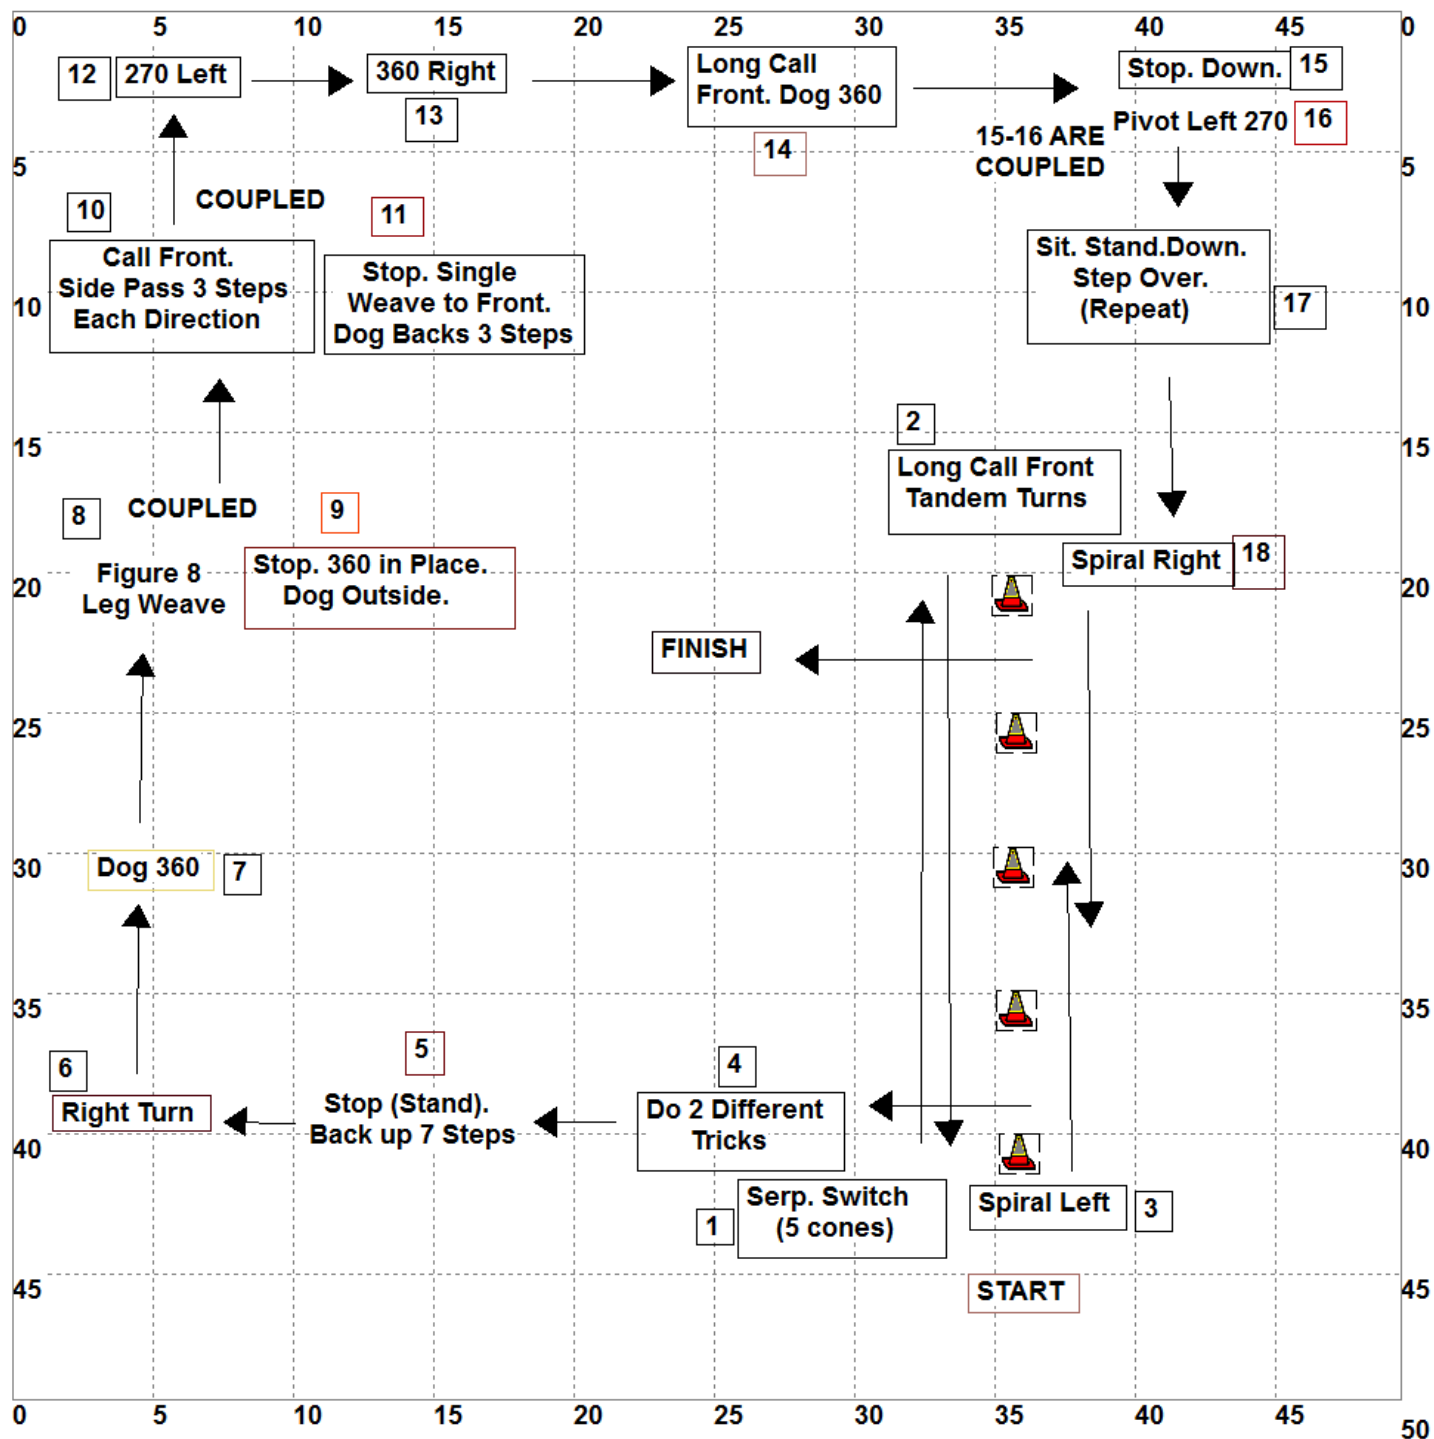 0 5 10 15 20 25 30 35 40 45 0
12 270 Left
360 Right
13
Long Call
Front. Dog 360
14
Stop. Down. 15
Pivot Left 270 16
15-16 ARE
COUPLED
5 5
COUPLED
10
11
Call Front.
Side Pass 3 Steps
Each Direction
Stop. Single
Weave to Front.
Dog Backs 3 Steps
Sit. Stand.Down.
Step Over.
(Repeat)
17
10 10
2
Long Call Front
Tandem Turns
15 15
8
COUPLED
9
Figure 8
Leg Weave
Stop. 360 in Place.
Dog Outside.
Spiral Right 18
20 20
FINISH
25 25
Dog 360 7
30 30
35 35
6
Right Turn
5
Stop (Stand).
Back up 7 Steps
4
Do 2 Different
Tricks
40 40
1
Serp. Switch
(5 cones)
Spiral Left 3
START
45 45
0 5 10 15 20 25 30 35 40 45 50